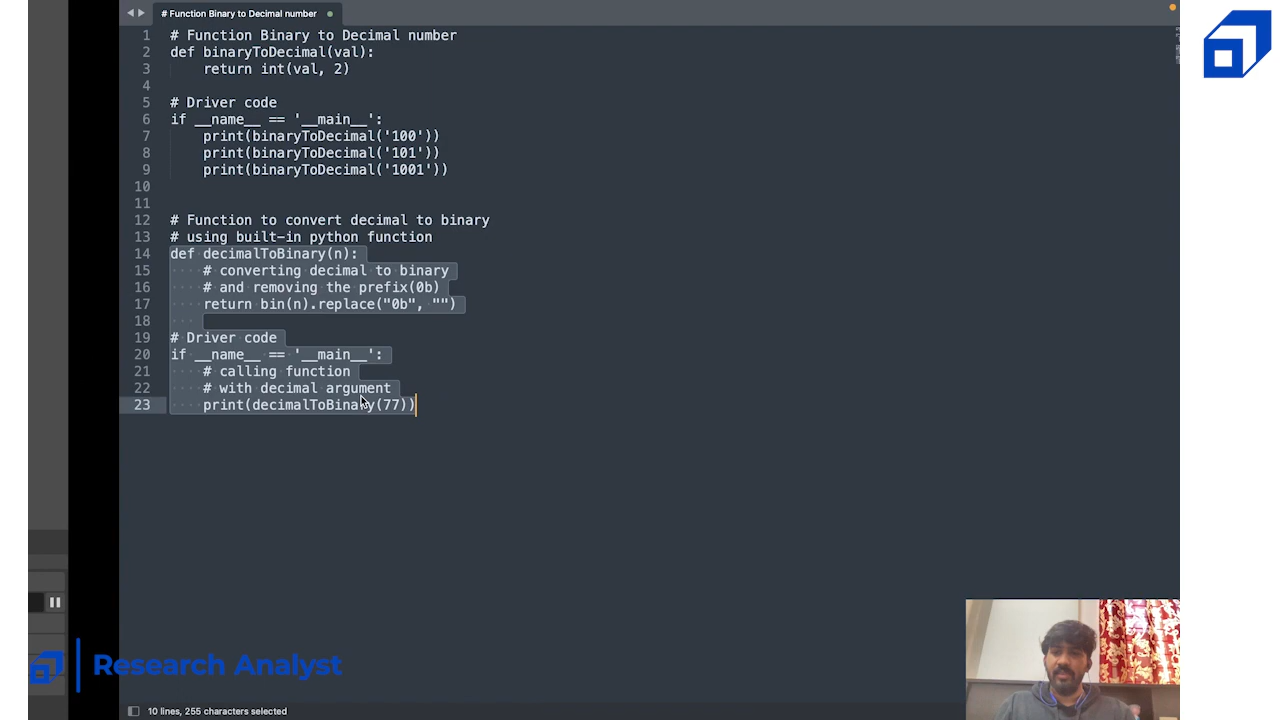 # Function Binary to Decimal number
1 # Function Binary to Decimal number
2 def binaryToDecimal(val):
3 return int(val, 2)
4
5 # Driver code
6 if __name__ == '__main__':
7 print(binaryToDecimal('100'))
8 print(binaryToDecimal('101'))
9 print(binaryToDecimal('1001'))
10
11
12 # Function to convert decimal to binary
13 # using built-in python function
14 def decimalToBinary(n):
15 # converting decimal to binary
16 # and removing the prefix(0b)
17 return bin(n).replace("0b", "")
18
19 # Driver code
20 if __name__ == '__main__':
21 # calling function
22 # with decimal argument
23 print(decimalToBinary(77))
Research Analyst
10 lines, 255 characters selected